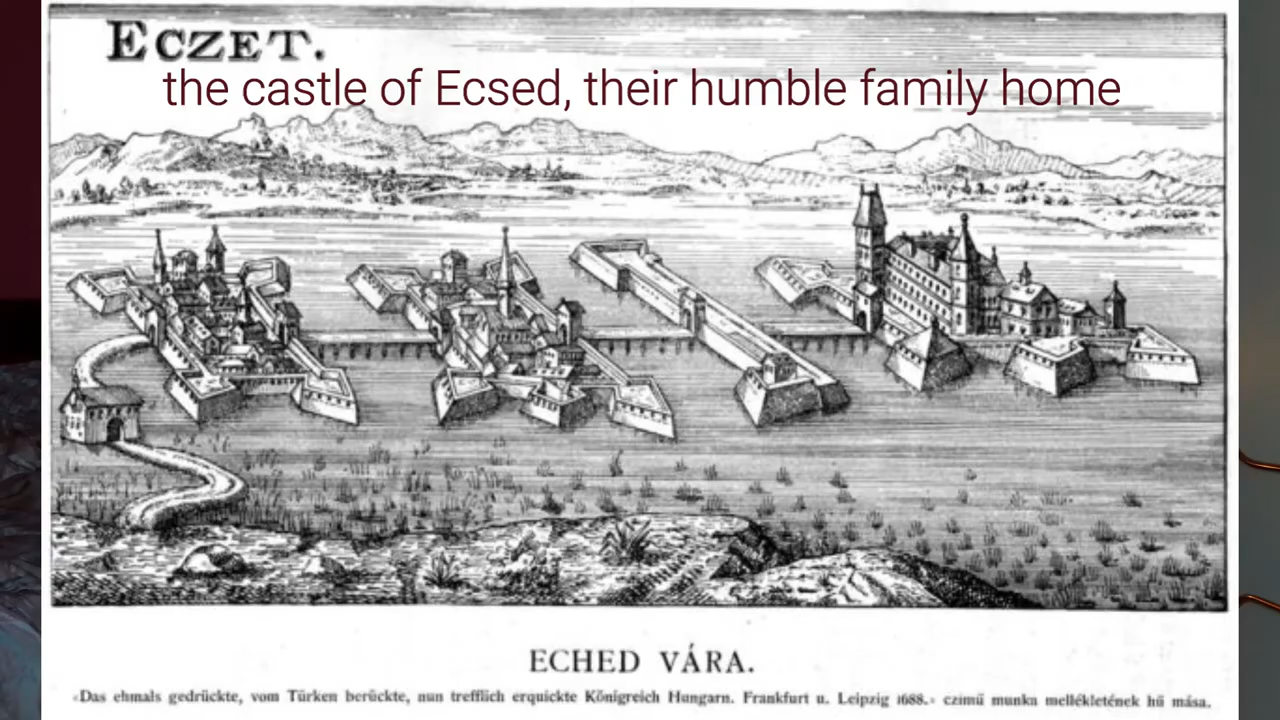 ECZET.
the castle of Ecsed, their humble family home
ECHED VÁRA.
«Das ehmals gedrückte, vom Türken berückte, nun trefflich erquickte Königreich Hungarn. Frankfurt u. Leipzig 1688.» czimű munka mellékletének hű mása.